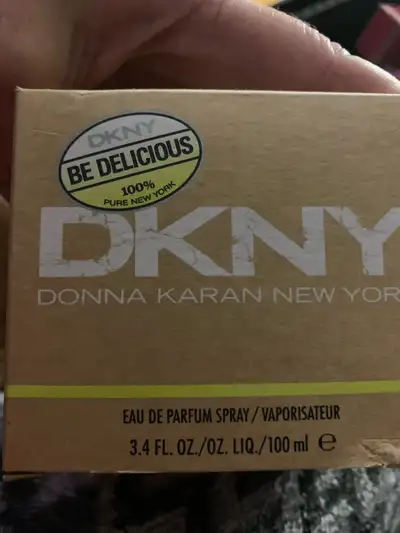 DKNY
BE DELICIOUS
100%
PURE NEW YORK
DKNY
DONNA KARAN NEW YOR
EAU DE PARFUM SPRAY / VAPORISATEUR
3.4 FL. OZ./OZ. LIQ./100 ml ℮